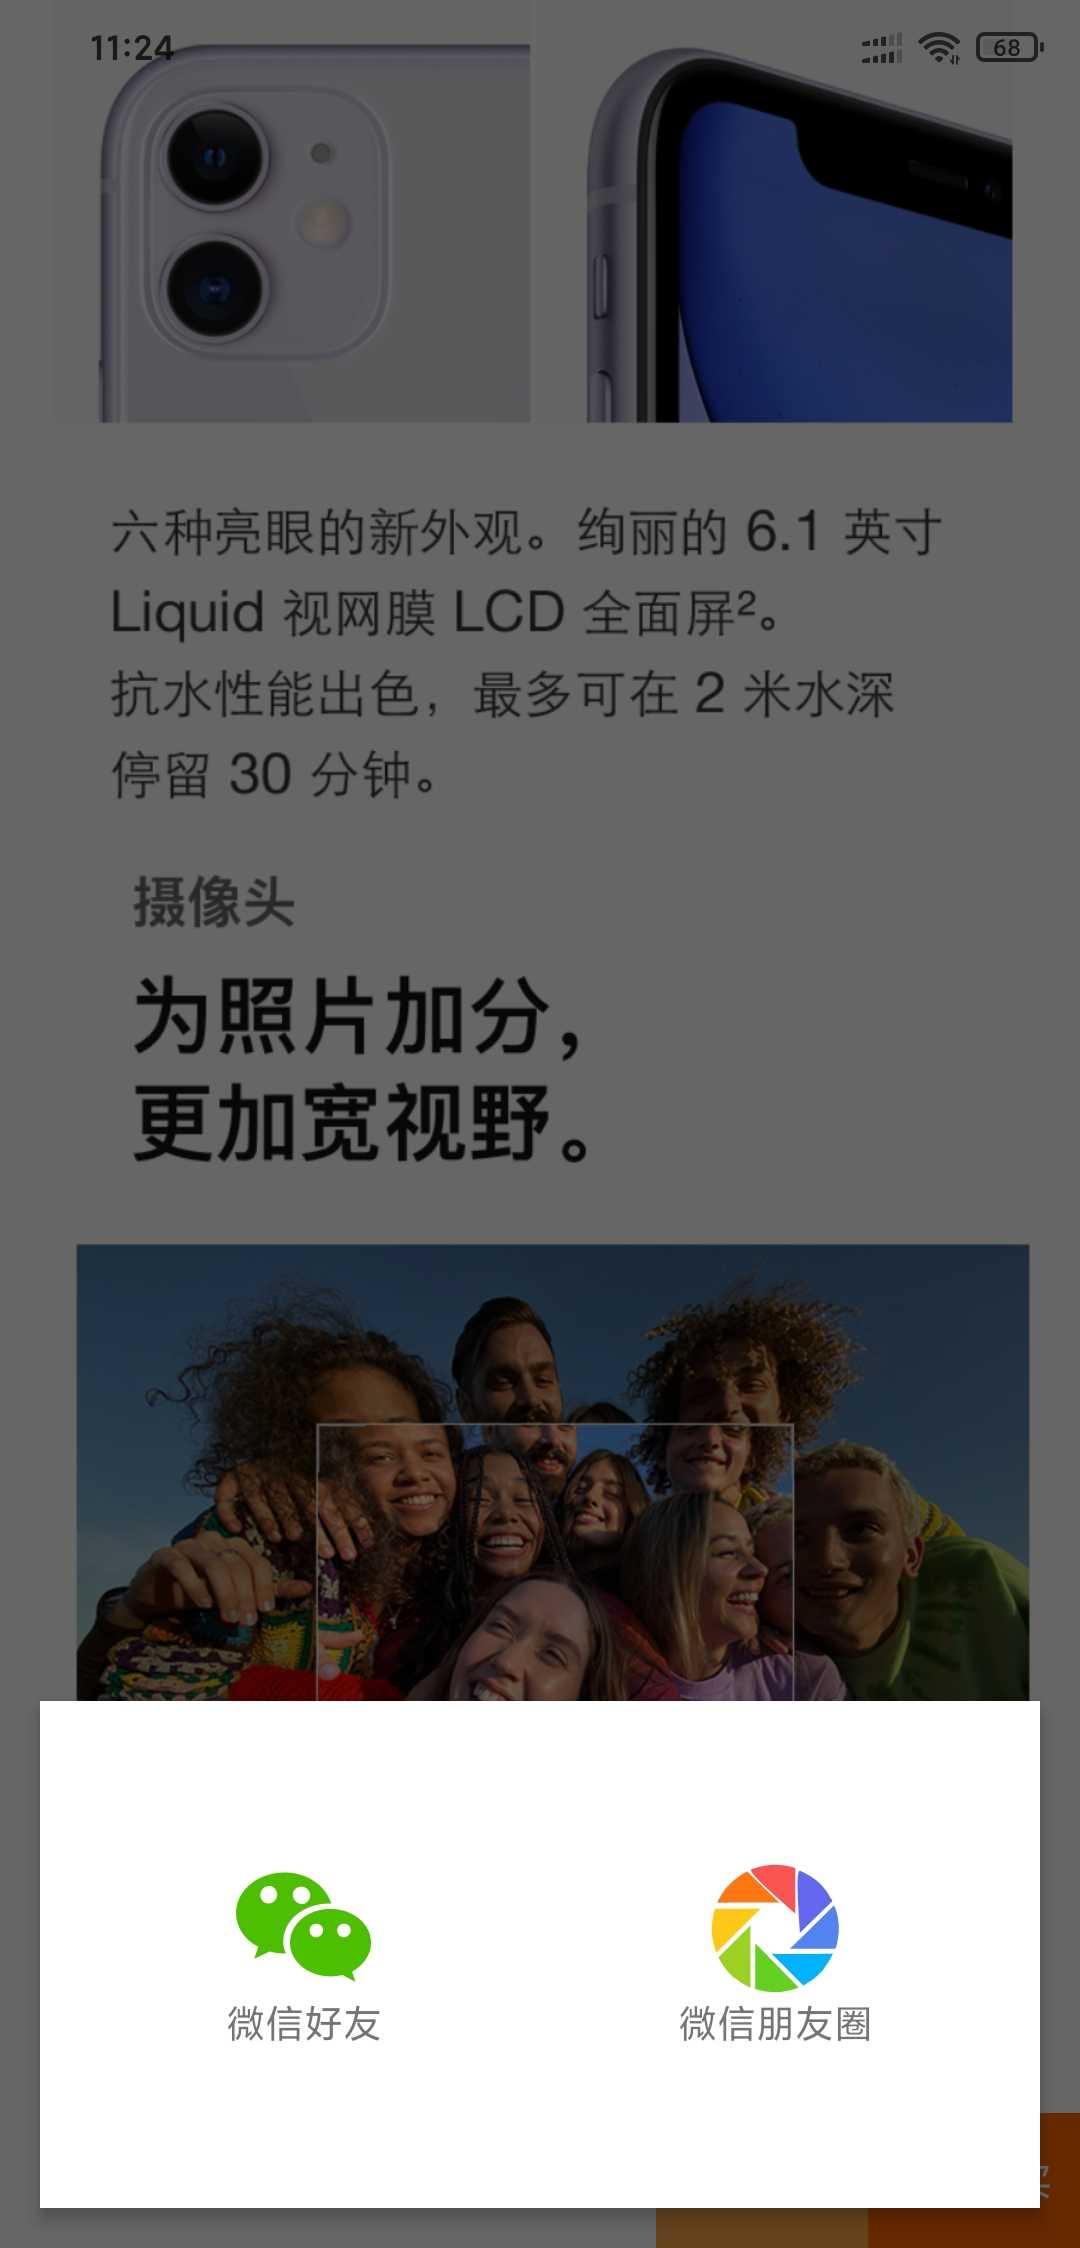 11:24
68
六种亮眼的新外观。绚丽的 6.1 英寸
Liquid 视网膜 LCD 全面屏²。
抗水性能出色，最多可在 2 米水深
停留 30 分钟。
摄像头
为照片加分，
更加宽视野。
微信好友
微信朋友圈